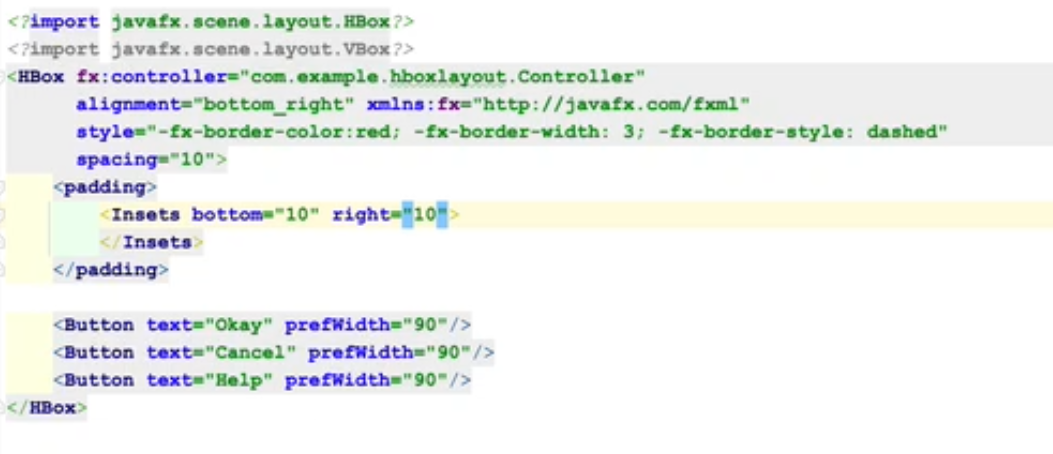 <?import javafx.scene.layout.HBox?>
<?import javafx.scene.layout.VBox?>
<HBox fx:controller="com.example.hboxlayout.Controller"
alignment="bottom_right" xmlns:fx="http://javafx.com/fxml"
style="-fx-border-color:red; -fx-border-width: 3; -fx-border-style: dashed"
spacing="10">
<padding>
<Insets bottom="10" right="10">
</Insets>
</padding>
<Button text="Okay" prefWidth="90"/>
<Button text="Cancel" prefWidth="90"/>
<Button text="Help" prefWidth="90"/>
</HBox>